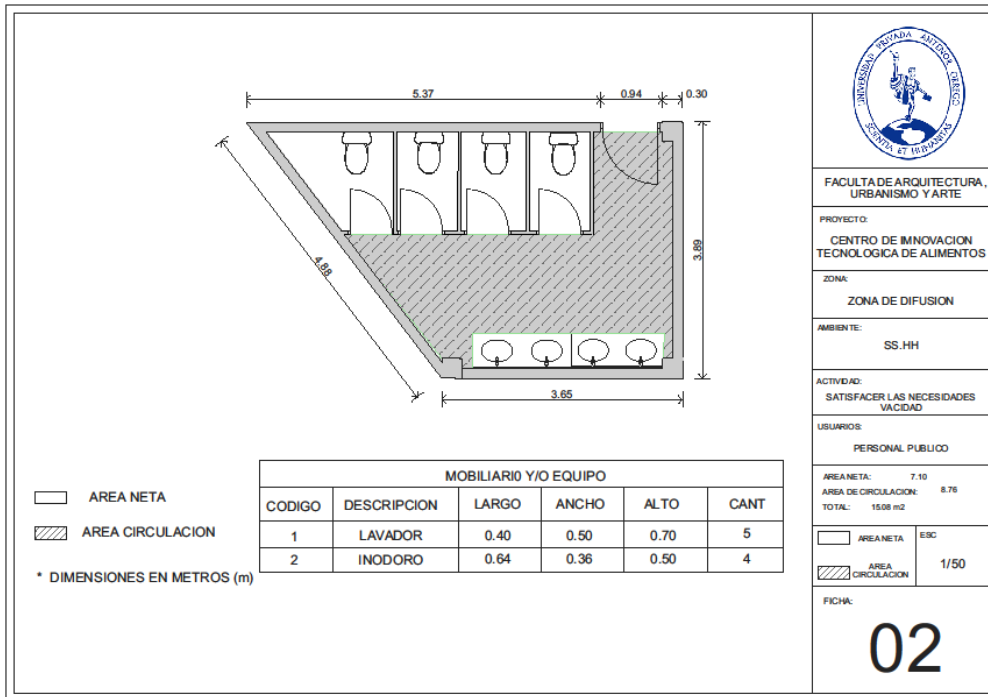 5.37
0.94
0.30
4.88
3.89
3.65
AREA NETA
AREA CIRCULACION
* DIMENSIONES EN METROS (m)
MOBILIARI0 Y/O EQUIPO
CODIGO DESCRIPCION LARGO ANCHO ALTO CANT
1 LAVADOR 0.40 0.50 0.70 5
2 INODORO 0.64 0.36 0.50 4
UNIVERSIDAD PRIVADA ANTENOR ORREGO
SCIENTIA ET HUMANITAS
FACULTA DE ARQUITECTURA,
URBANISMO Y ARTE
PROYECTO:
CENTRO DE IMNOVACION
TECNOLOGICA DE ALIMENTOS
ZONA:
ZONA DE DIFUSION
AMBIENTE:
SS.HH
ACTIVIDAD:
SATISFACER LAS NECESIDADES
VACIDAD
USUARIOS:
PERSONAL PUBLICO
AREA NETA: 7.10
AREA DE CIRCULACION: 8.76
TOTAL: 15.08 m2
AREA NETA
AREA
CIRCULACION
ESC
1/50
FICHA:
02